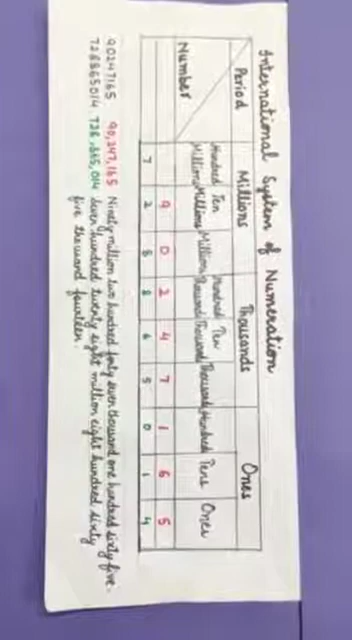 International System of Numeration
Period Millions Thousands Ones
Number Hundred Millions Ten Millions Millions Hundred Thousand Ten Thousand Thousand Hundred Tens Ones
9 0 2 4 7 1 6 5
7 2 8 8 6 5 0 1 4
90247165 90,247,165 Ninety million two hundred forty seven thousand one hundred sixty five.
728865014 728,865,014 Seven hundred twenty eight million eight hundred sixty
five thousand fourteen.